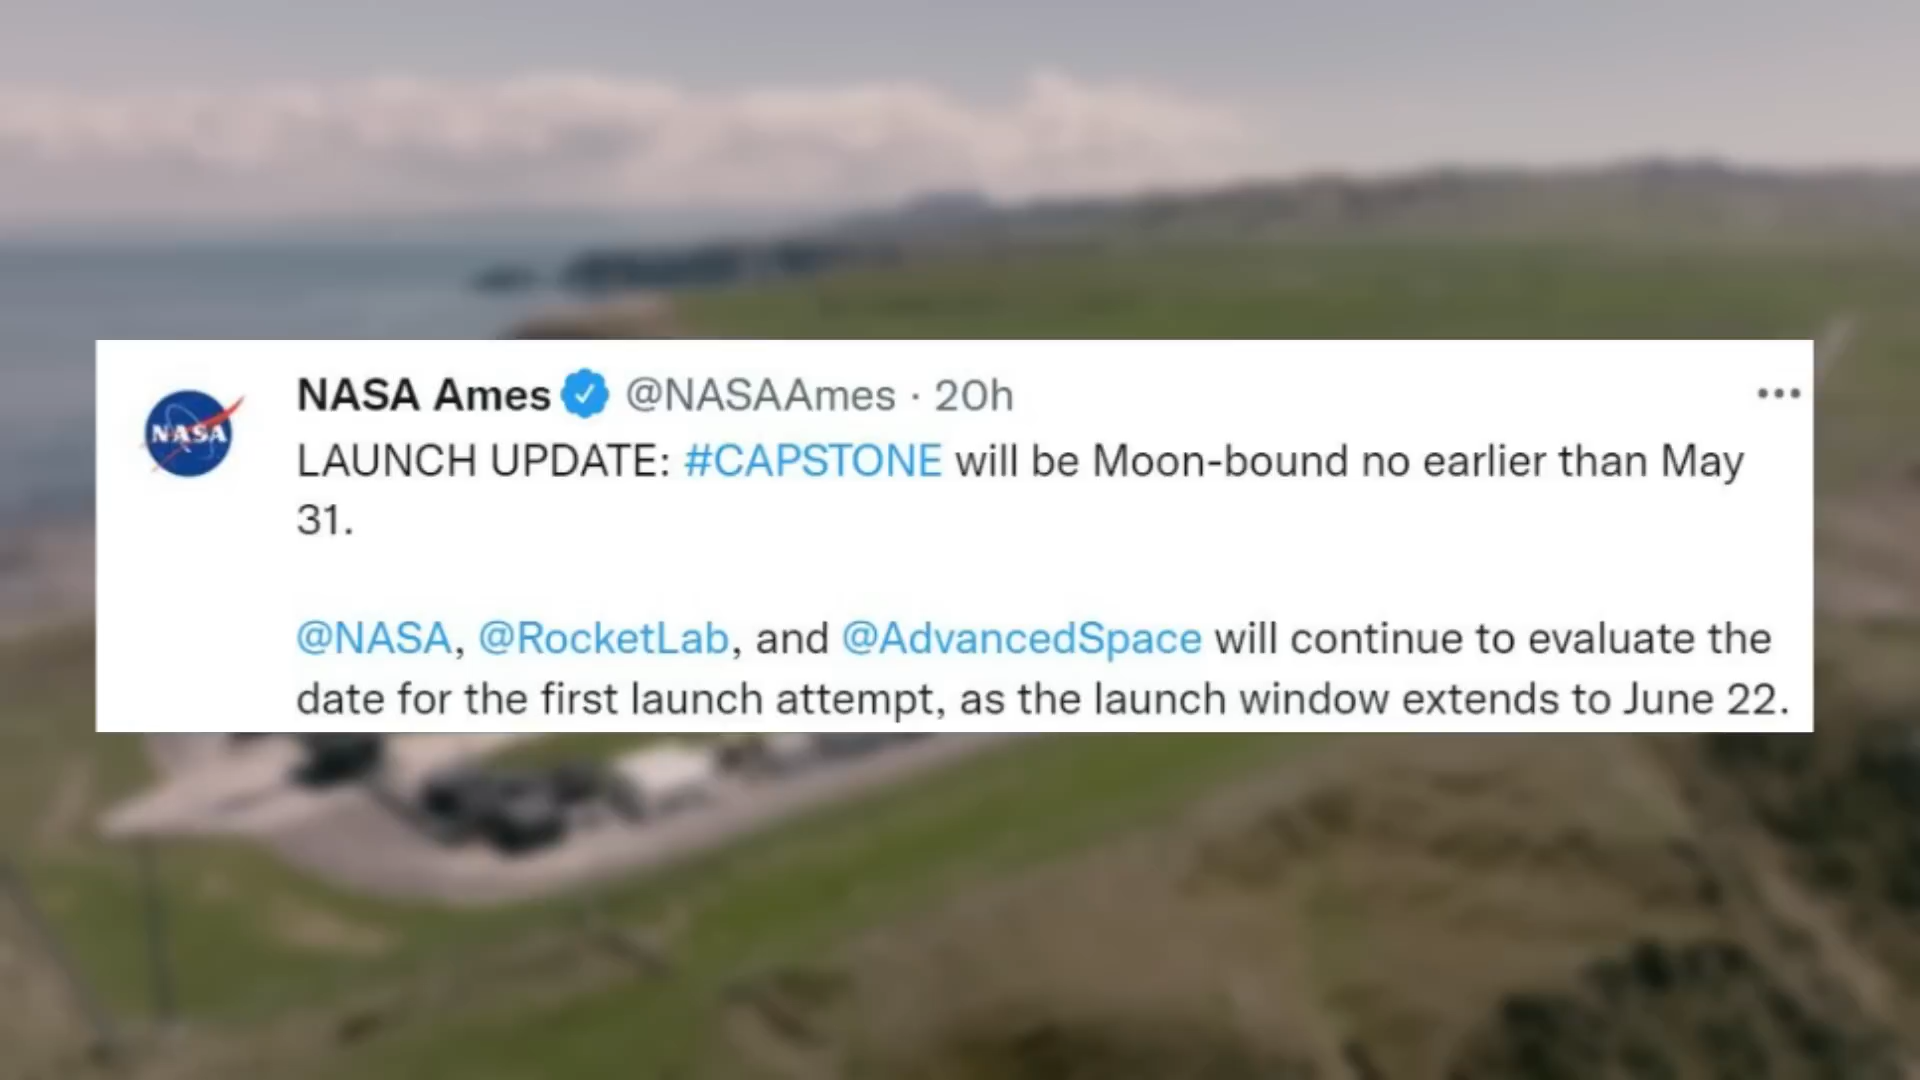 NASA
NASA Ames @NASAAmes · 20h
LAUNCH UPDATE: #CAPSTONE will be Moon-bound no earlier than May
31.
@NASA, @RocketLab, and @AdvancedSpace will continue to evaluate the
date for the first launch attempt, as the launch window extends to June 22.